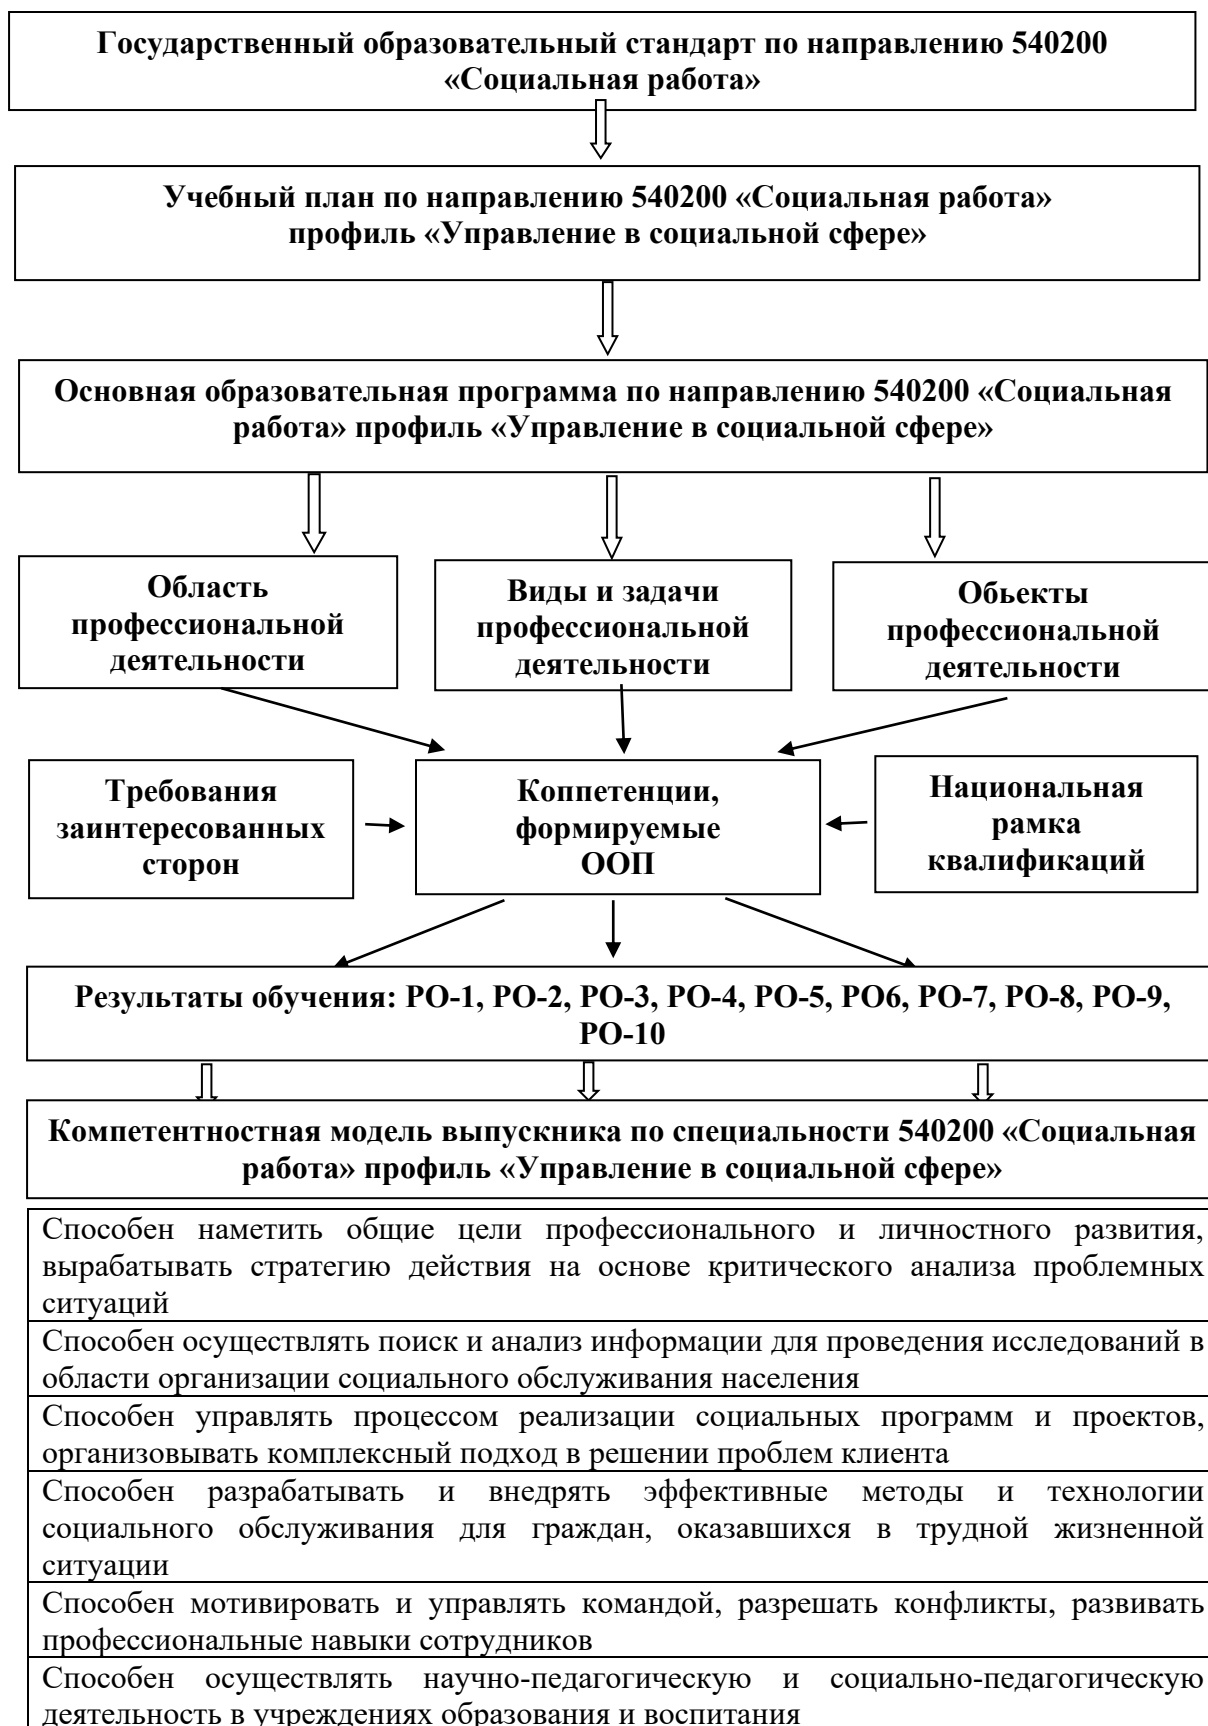 Государственный образовательный стандарт по направлению 540200
«Социальная работа»
Учебный план по направлению 540200 «Социальная работа»
профиль «Управление в социальной сфере»
Основная образовательная программа по направлению 540200 «Социальная
работа» профиль «Управление в социальной сфере»
Область
профессиональной
деятельности
Виды и задачи
профессиональной
деятельности
Обьекты
профессиональной
деятельности
Требования
заинтересованных
сторон
Коппетенции,
формируемые
ООП
Национальная
рамка
квалификаций
Результаты обучения: РО-1, РО-2, РО-3, РО-4, РО-5, РО6, РО-7, РО-8, РО-9,
РО-10
Компетентностная модель выпускника по специальности 540200 «Социальная
работа» профиль «Управление в социальной сфере»
Способен наметить общие цели профессионального и личностного развития,
вырабатывать стратегию действия на основе критического анализа проблемных
ситуаций
Способен осуществлять поиск и анализ информации для проведения исследований в
области организации социального обслуживания населения
Способен управлять процессом реализации социальных программ и проектов,
организовывать комплексный подход в решении проблем клиента
Способен разрабатывать и внедрять эффективные методы и технологии
социального обслуживания для граждан, оказавшихся в трудной жизненной
ситуации
Способен мотивировать и управлять командой, разрешать конфликты, развивать
профессиональные навыки сотрудников
Способен осуществлять научно-педагогическую и социально-педагогическую
деятельность в учреждениях образования и воспитания